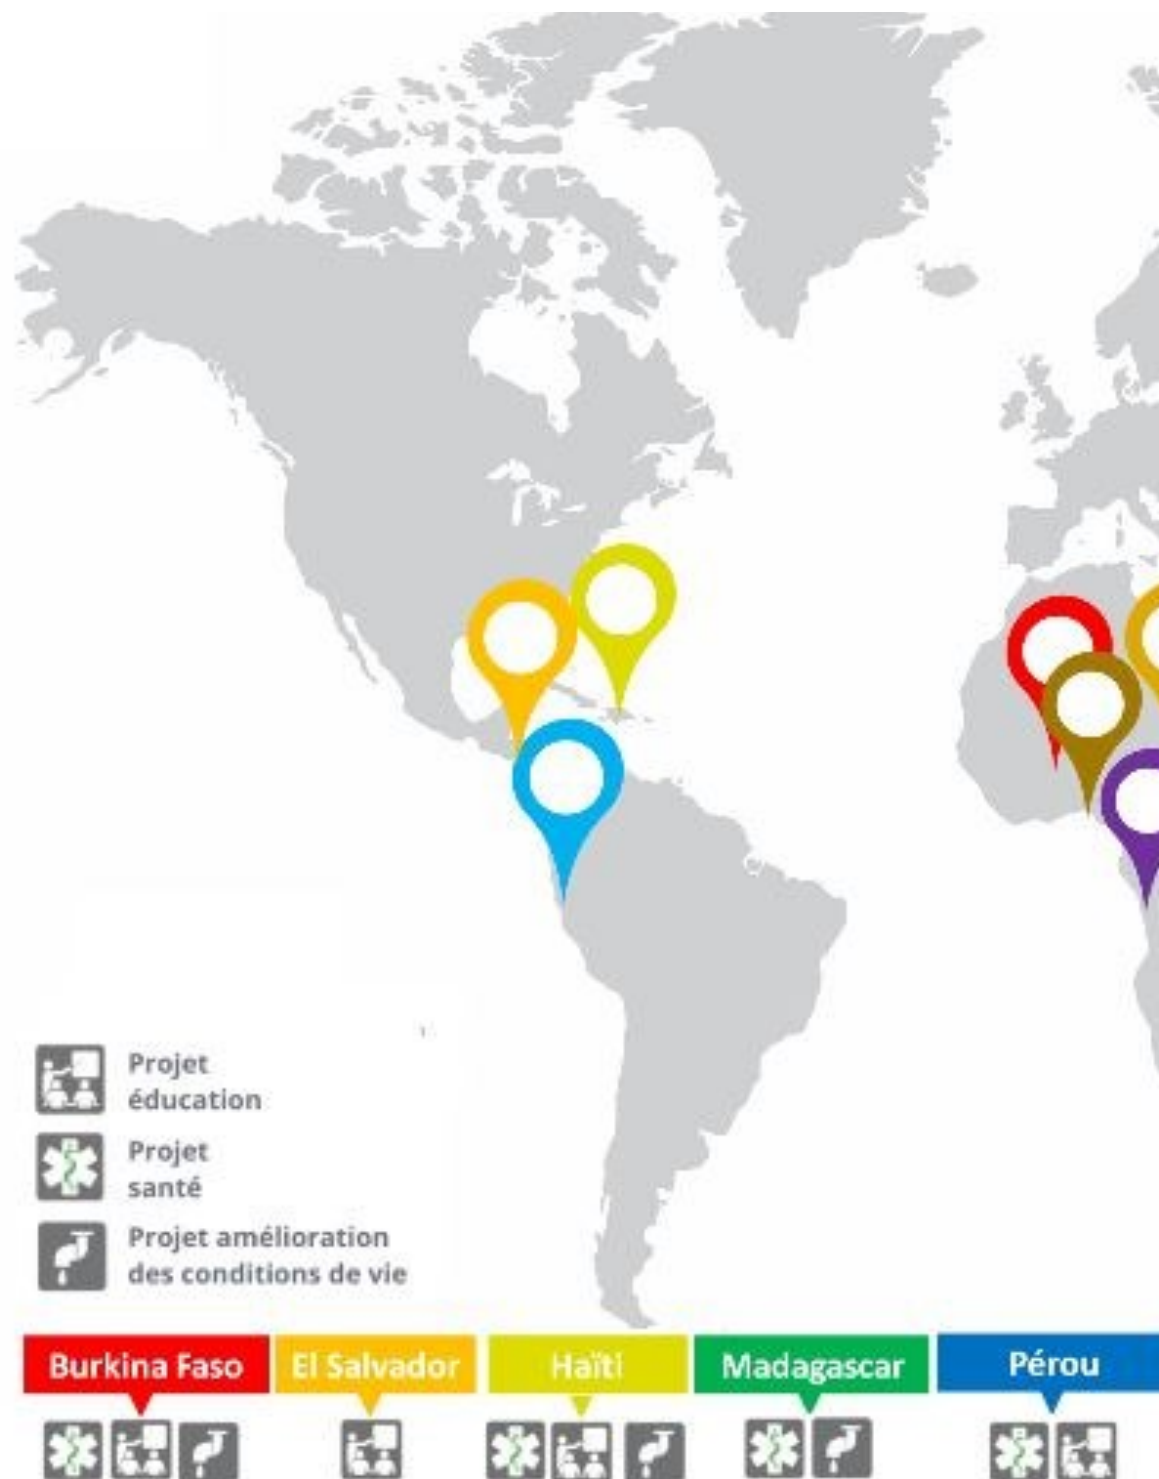 Projet
éducation
Projet
santé
Projet amélioration
des conditions de vie
Burkina Faso
El Salvador
Haïti
Madagascar
Pérou